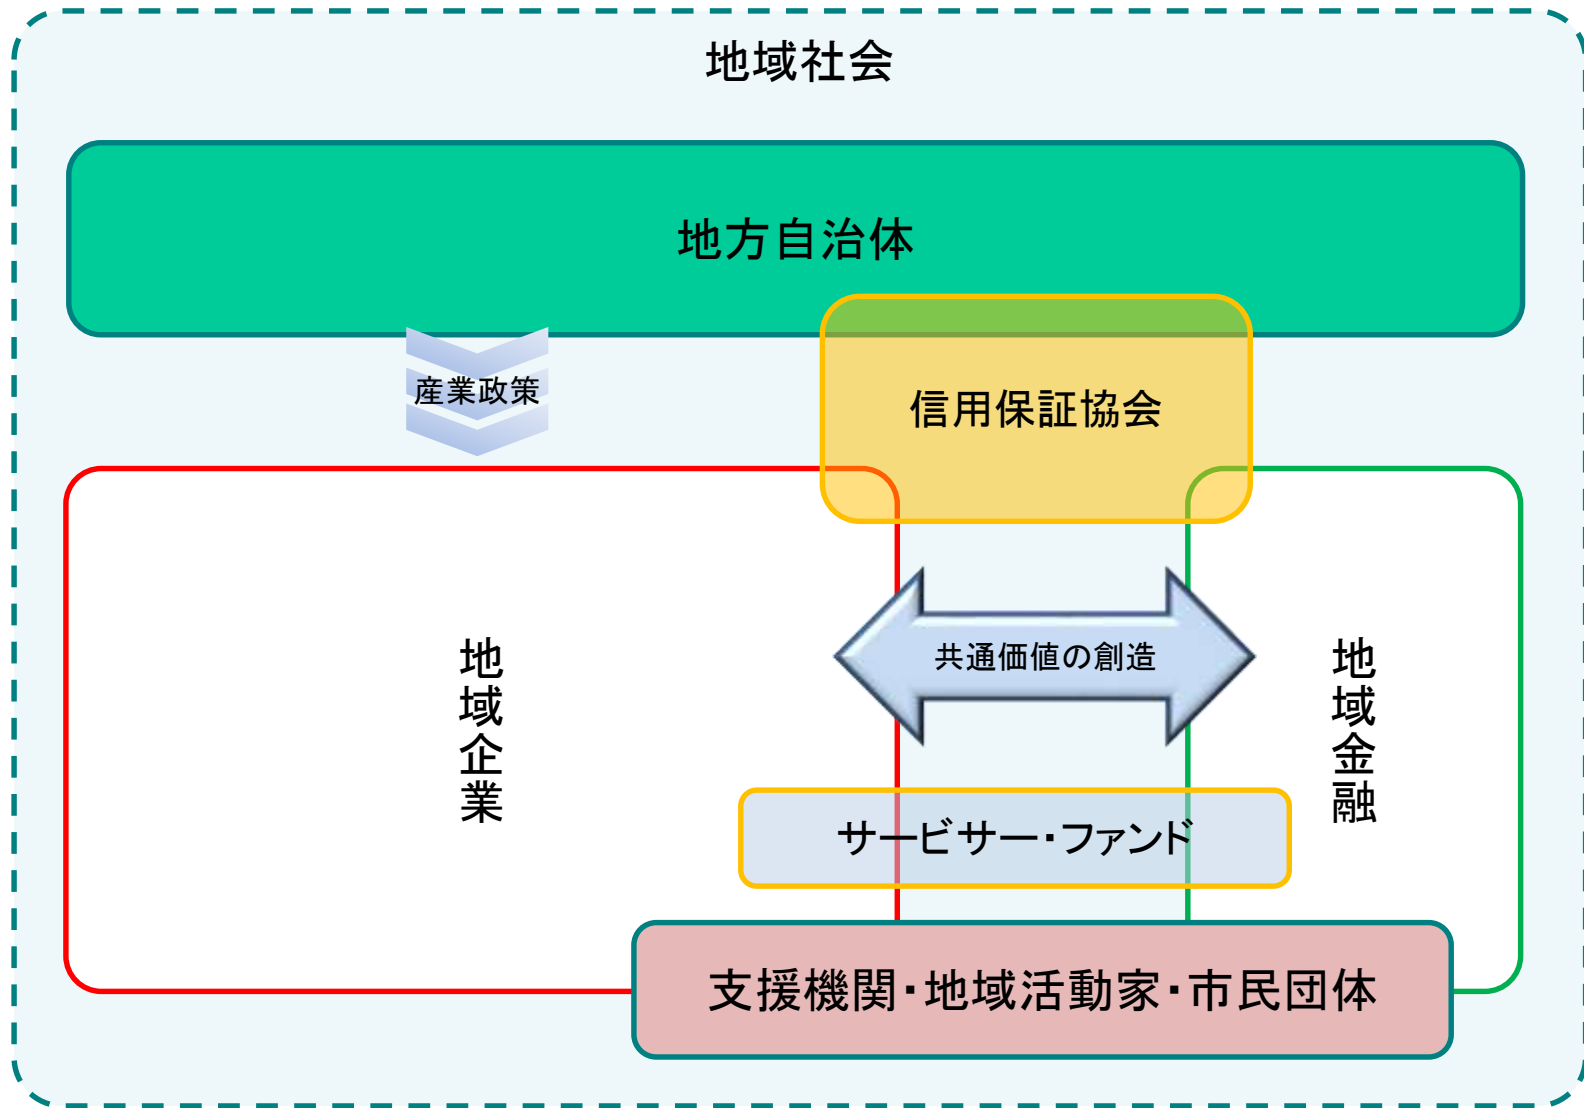 地域社会
地方自治体
産業政策
信用保証協会
共通価値の創造
地域企業
地域金融
サービサー・ファンド
支援機関・地域活動家・市民団体